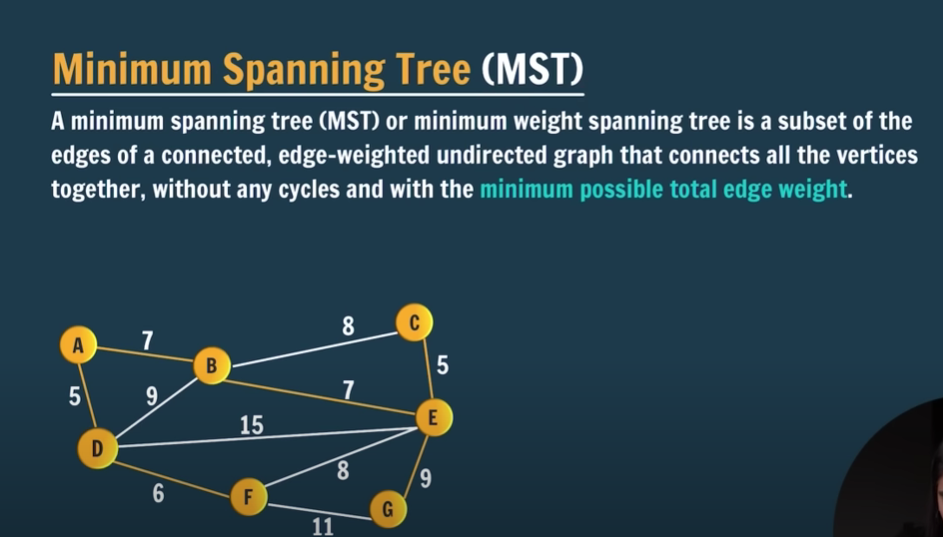 Minimum Spanning Tree (MST)
A minimum spanning tree (MST) or minimum weight spanning tree is a subset of the
edges of a connected, edge-weighted undirected graph that connects all the vertices
together, without any cycles and with the minimum possible total edge weight.
8
C
A
7
B
5
5
9
7
15
E
D
8
9
6
F
G
11